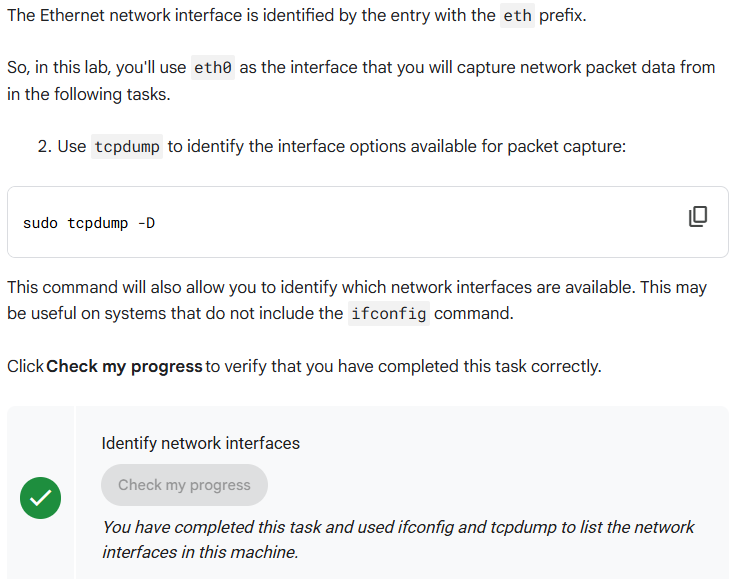 The Ethernet network interface is identified by the entry with the eth prefix.
So, in this lab, you'll use eth0 as the interface that you will capture network packet data from
in the following tasks.
2. Use tcpdump to identify the interface options available for packet capture:
sudo tcpdump -D
This command will also allow you to identify which network interfaces are available. This may
be useful on systems that do not include the ifconfig command.
Click Check my progress to verify that you have completed this task correctly.
Identify network interfaces
Check my progress
You have completed this task and used ifconfig and tcpdump to list the network
interfaces in this machine.